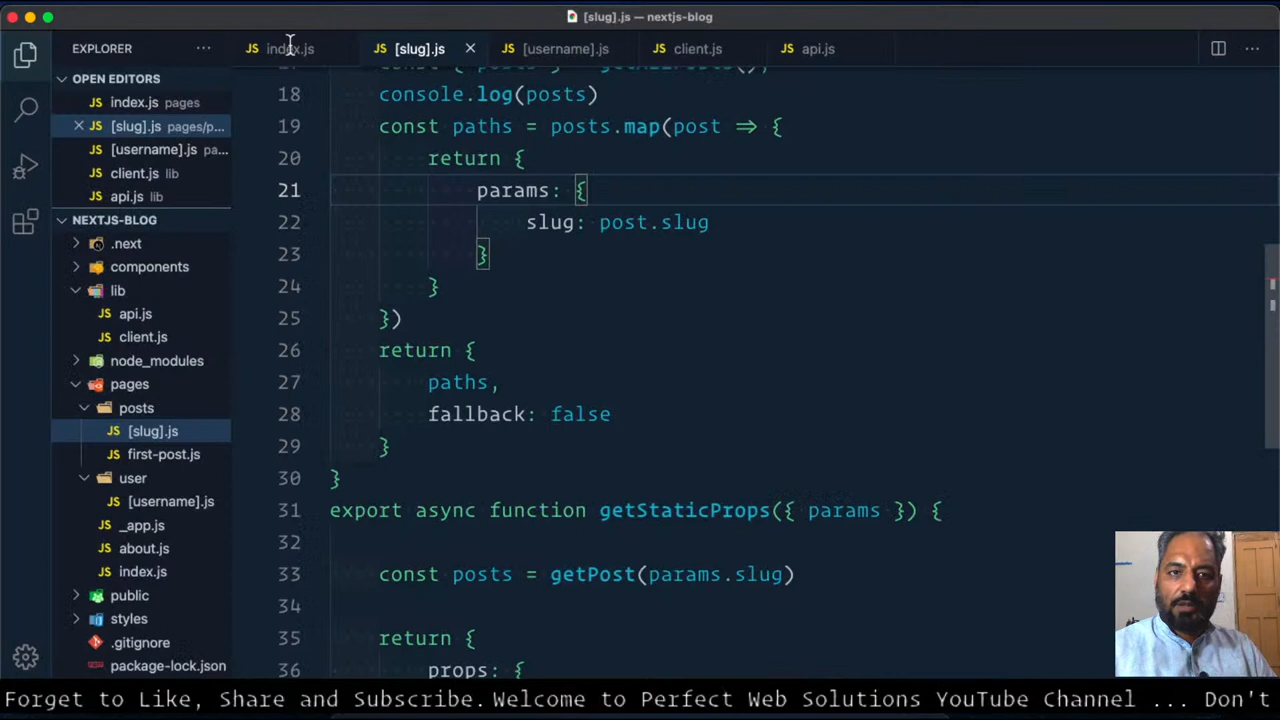 [slug].js — nextjs-blog
EXPLORER
JS index.js
JS [slug].js
JS [username].js
JS client.js
JS api.js
OPEN EDITORS
JS index.js pages
JS [slug].js pages/p...
JS [username].js pa...
JS client.js lib
JS api.js lib
NEXTJS-BLOG
.next
components
lib
JS api.js
JS client.js
node_modules
pages
posts
JS [slug].js
JS first-post.js
user
JS [username].js
JS _app.js
JS about.js
JS index.js
public
styles
.gitignore
package-lock.json
18 console.log(posts)
19 const paths = posts.map(post => {
20 return {
21 params: {
22 slug: post.slug
23 }
24 }
25 })
26 return {
27 paths,
28 fallback: false
29 }
30 }
31 export async function getStaticProps({ params }) {
32
33 const posts = getPost(params.slug)
34
35 return {
36 props: {
Forget to Like, Share and Subscribe.Welcome to Perfect Web Solutions YouTube Channel ... Don't